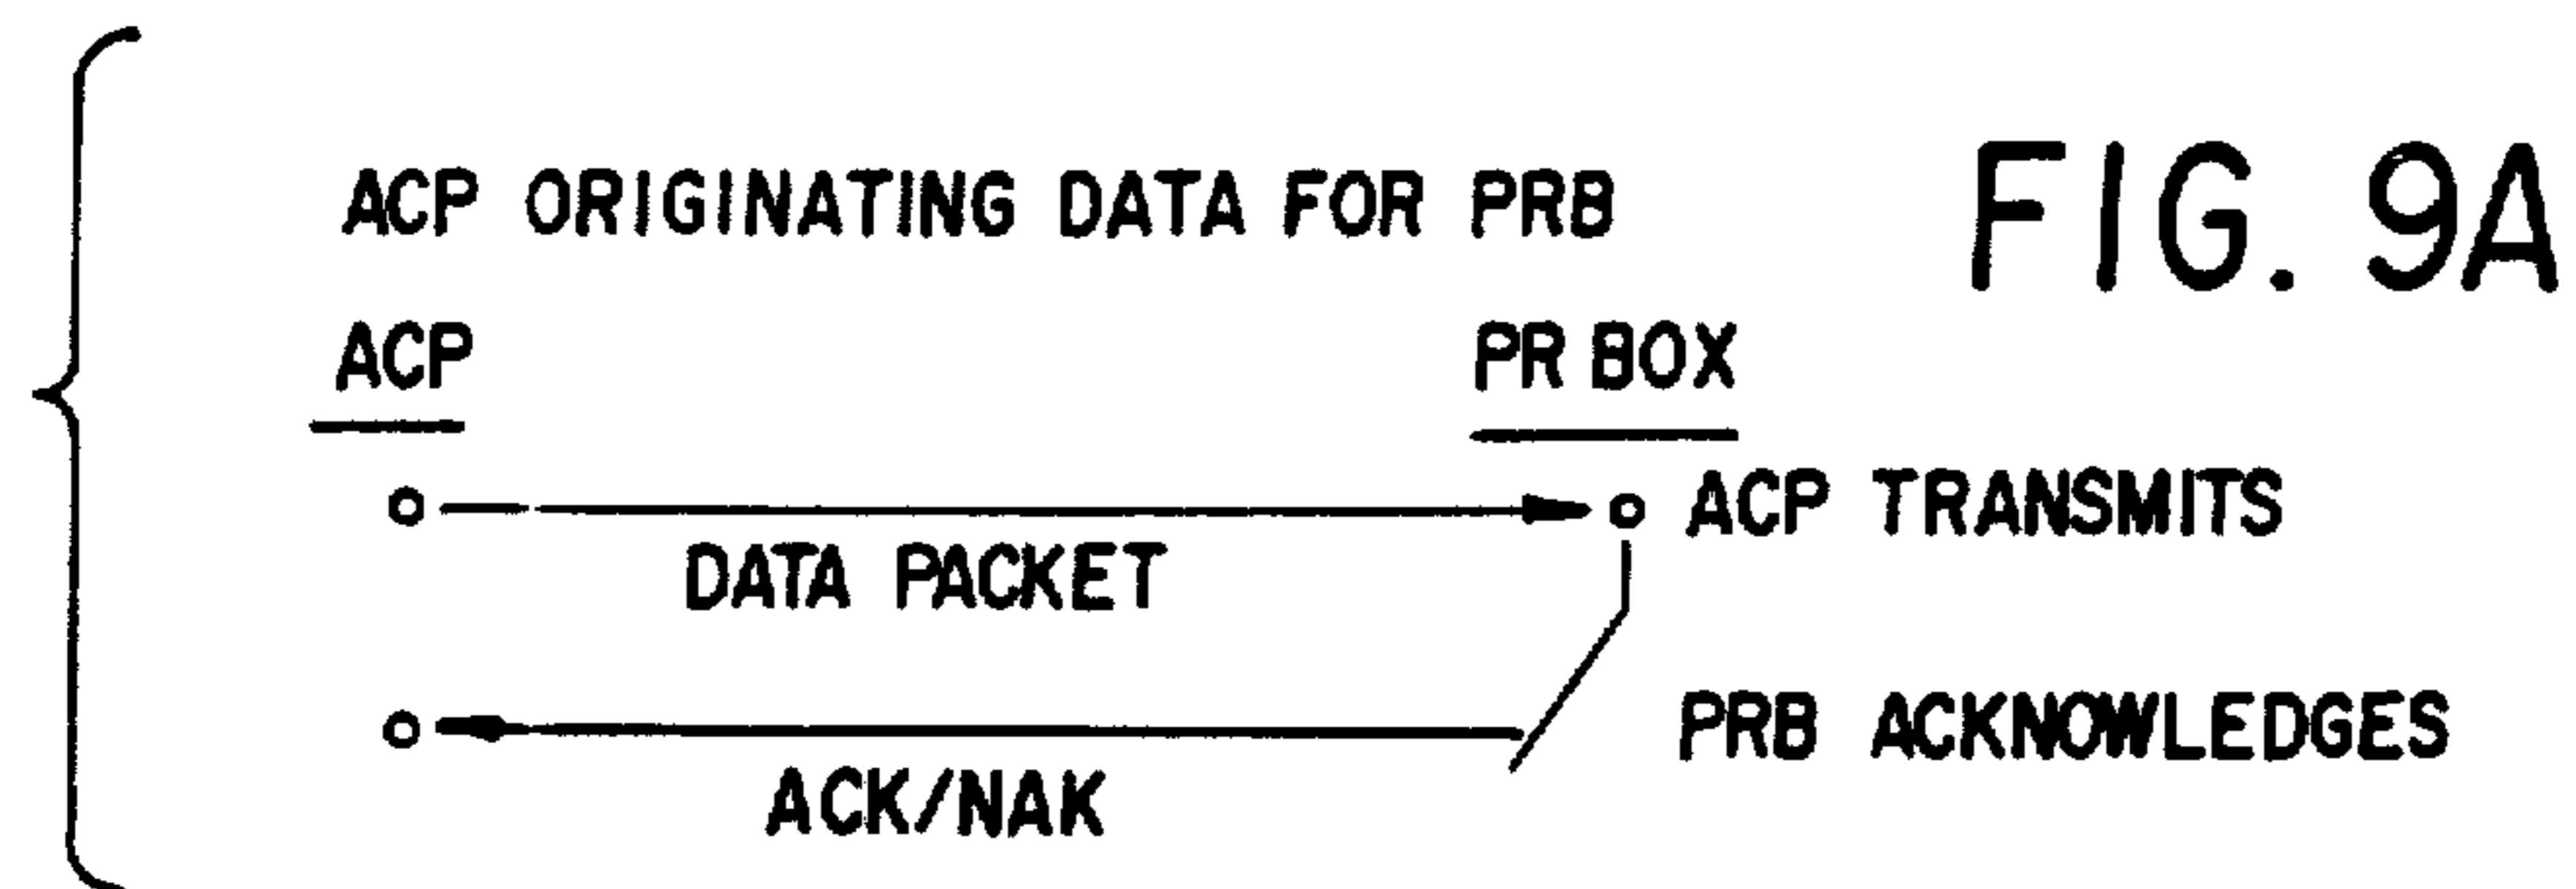 ACP ORIGINATING DATA FOR PRB
FIG. 9A
ACP
PR BOX
ACP TRANSMITS
DATA PACKET
PRB ACKNOWLEDGES
ACK/NAK